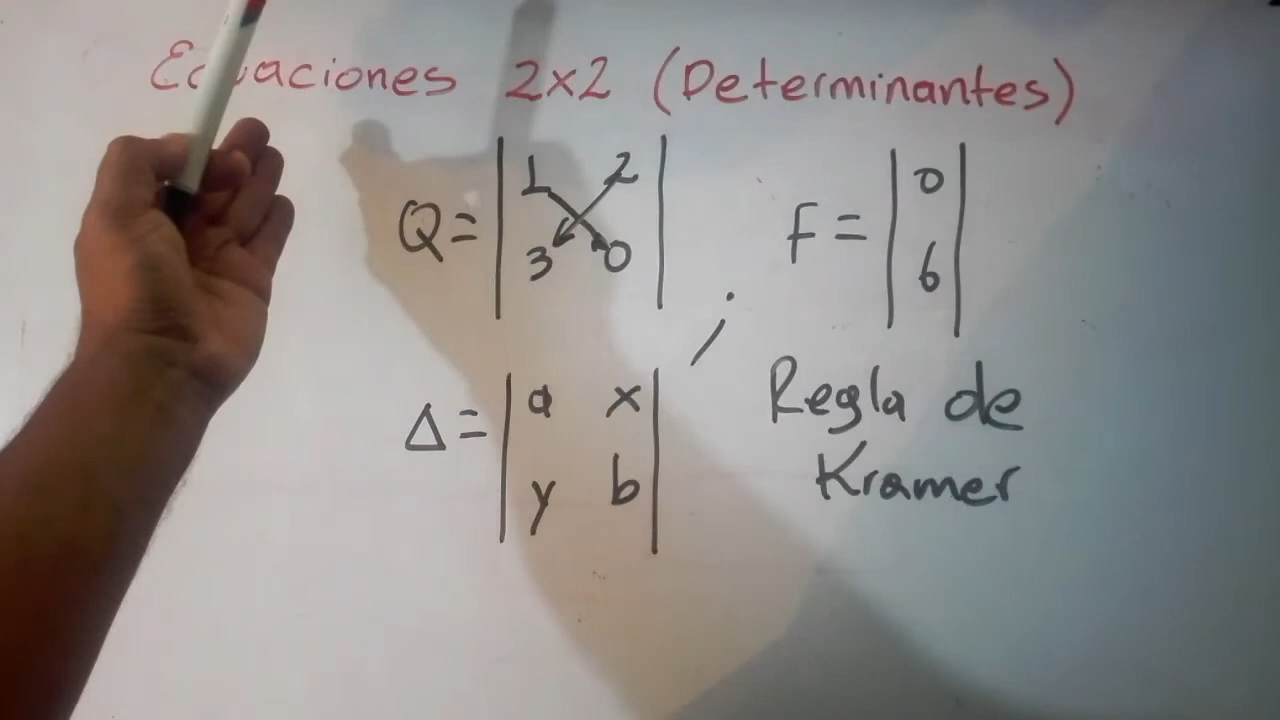 Ecuaciones 2x2 (Determinantes)
Q = | 1 2 | ; F = | 0 |
| 3 0 | | 6 |
Δ = | a x | Regla de
| y b | Kramer